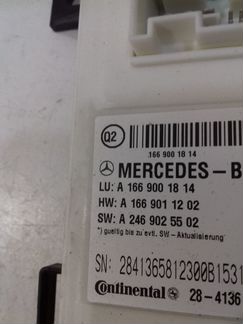 Q2
166 900 18 14
MERCEDES-B
LU: A 166 900 18 14
HW: A 166 901 12 02
SW: A 246 902 55 02
*) gueltig bis zu evtl. SW - Aktualisierung
SN: 2841365812300B1531
Continental
28-4136